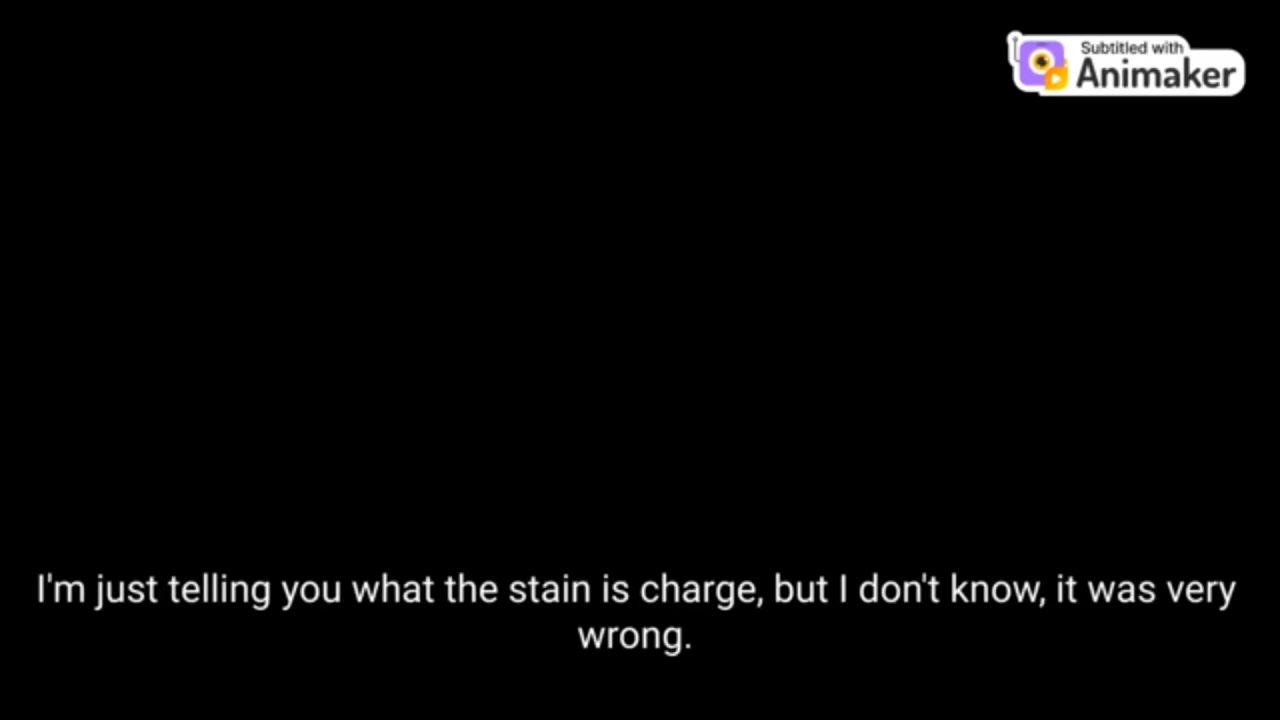 Subtitled with
Animaker
I'm just telling you what the stain is charge, but I don't know, it was very
wrong.